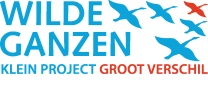 WILDE
GANZEN
KLEIN PROJECT GROOT VERSCHIL